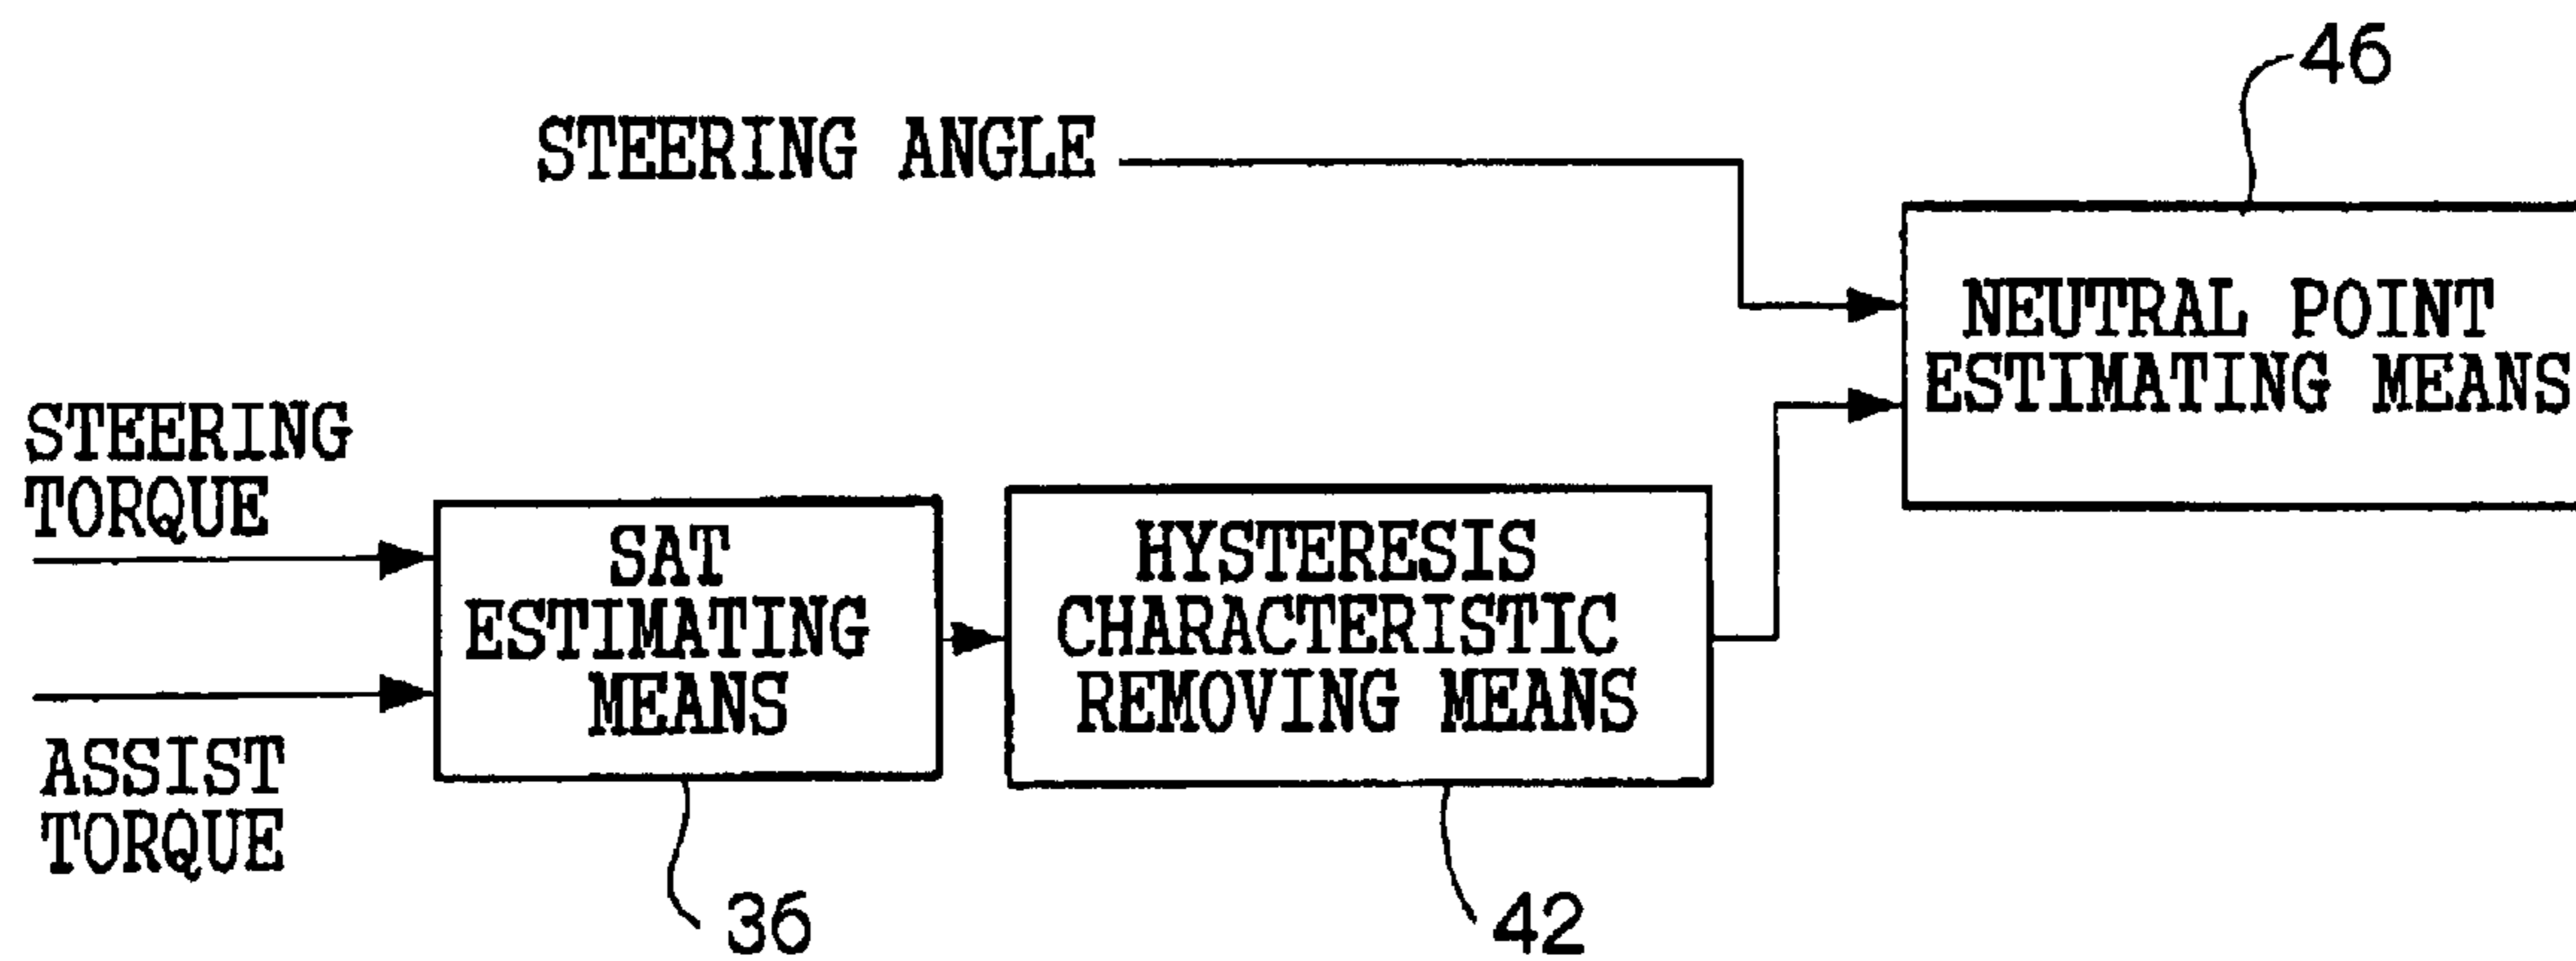 46
STEERING ANGLE
NEUTRAL POINT
ESTIMATING MEANS
STEERING
TORQUE
SAT
ESTIMATING
MEANS
HYSTERESIS
CHARACTERISTIC
REMOVING MEANS
ASSIST
TORQUE
36
42